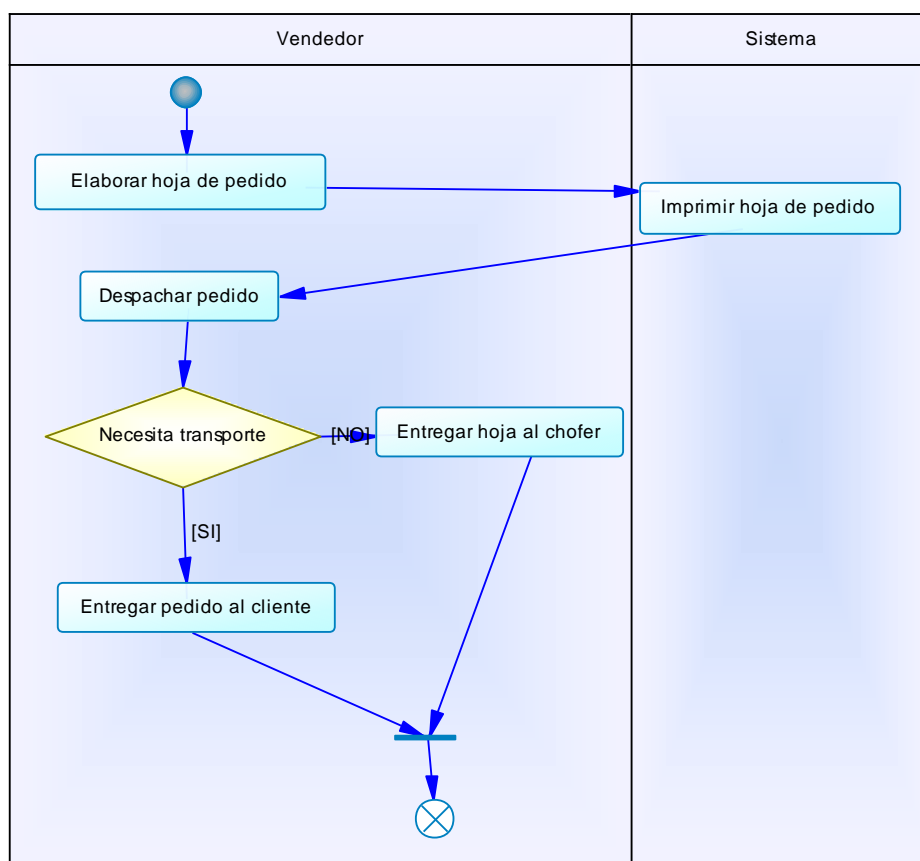 Vendedor
Sistema
Elaborar hoja de pedido
Imprimir hoja de pedido
Despachar pedido
Necesita transporte
[NO]
Entregar hoja al chofer
[SI]
Entregar pedido al cliente